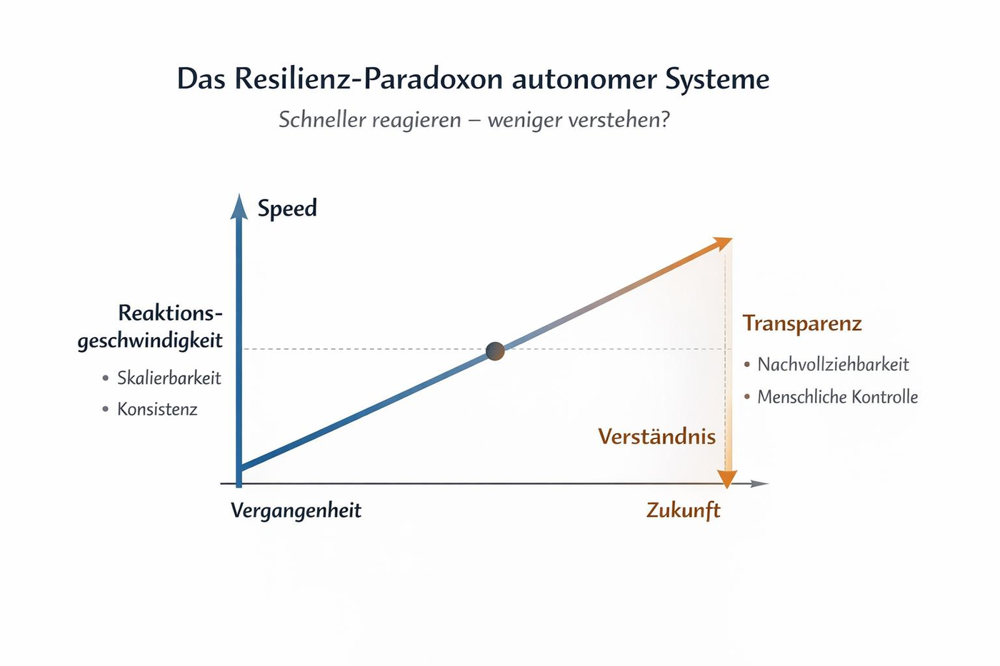 Das Resilienz-Paradoxon autonomer Systeme
Schneller reagieren – weniger verstehen?
Speed
Reaktions-
geschwindigkeit
• Skalierbarkeit
• Konsistenz
Transparenz
• Nachvollziehbarkeit
• Menschliche Kontrolle
Verständnis
Vergangenheit
Zukunft